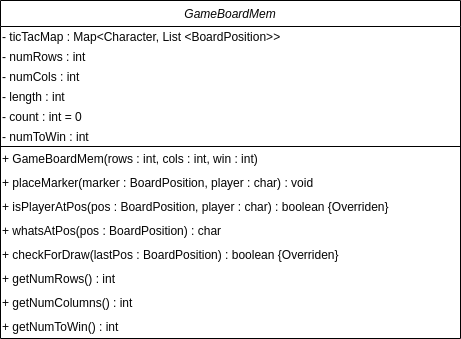 GameBoardMem
- ticTacMap : Map<Character, List <BoardPosition>>
- numRows : int
- numCols : int
- length : int
- count : int = 0
- numToWin : int
+ GameBoardMem(rows : int, cols : int, win : int)
+ placeMarker(marker : BoardPosition, player : char) : void
+ isPlayerAtPos(pos : BoardPosition, player : char) : boolean {Overriden}
+ whatsAtPos(pos : BoardPosition) : char
+ checkForDraw(lastPos : BoardPosition) : boolean {Overriden}
+ getNumRows() : int
+ getNumColumns() : int
+ getNumToWin() : int